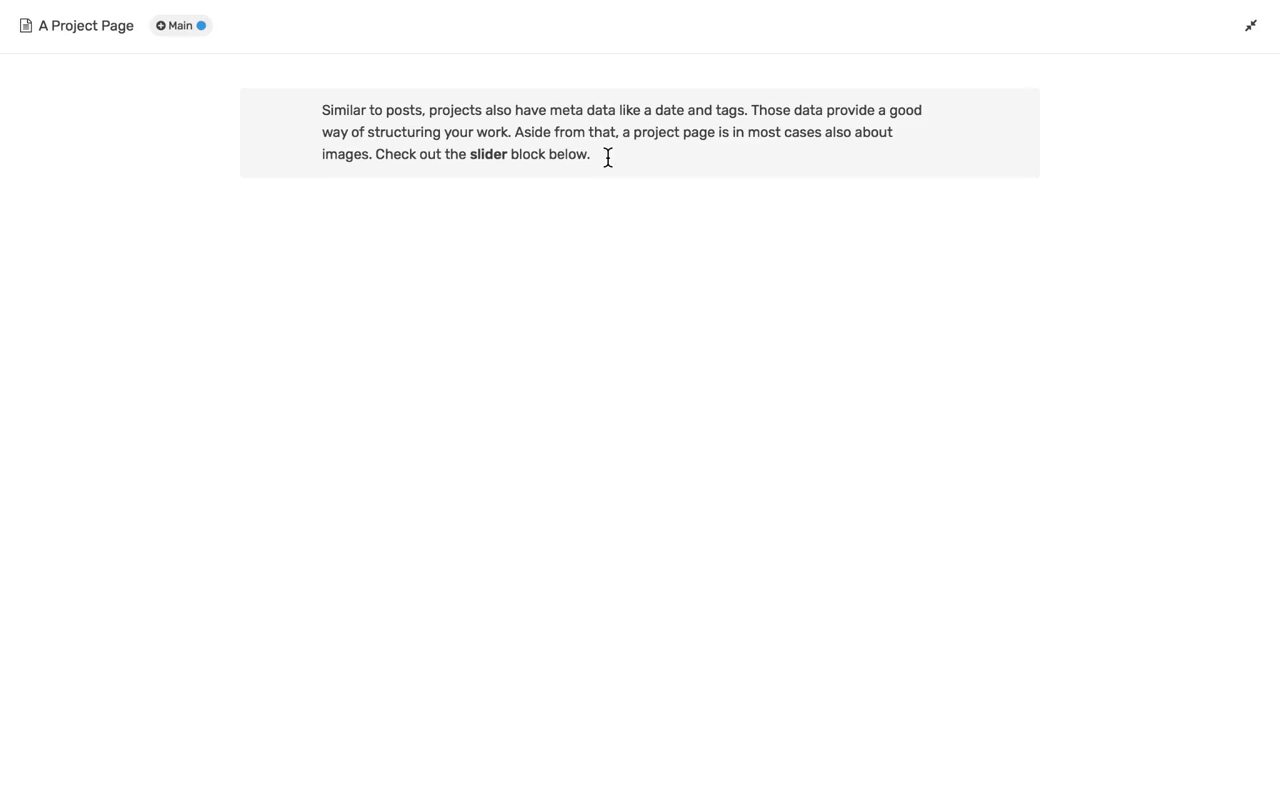 A Project Page
Main
Similar to posts, projects also have meta data like a date and tags. Those data provide a good
way of structuring your work. Aside from that, a project page is in most cases also about
images. Check out the slider block below.